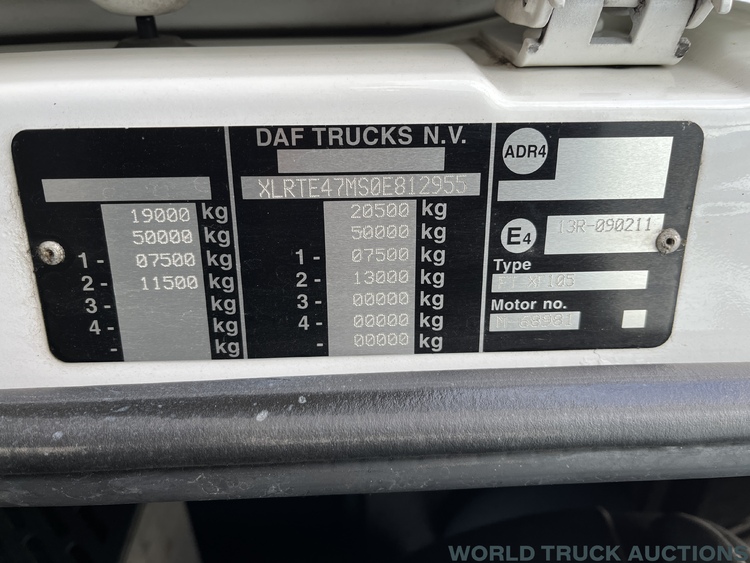 DAF TRUCKS N.V.
XLRTE47MS0E812955
19000 kg
50000 kg
1 - 07500 kg
2 - 11500 kg
3 - kg
4 - kg
- kg
20500 kg
50000 kg
1 - 07500 kg
2 - 13000 kg
3 - 00000 kg
4 - 00000 kg
- 00000 kg
ADR4
E4 13R-090211
Type
Motor no.
WORLD TRUCK AUCTIONS